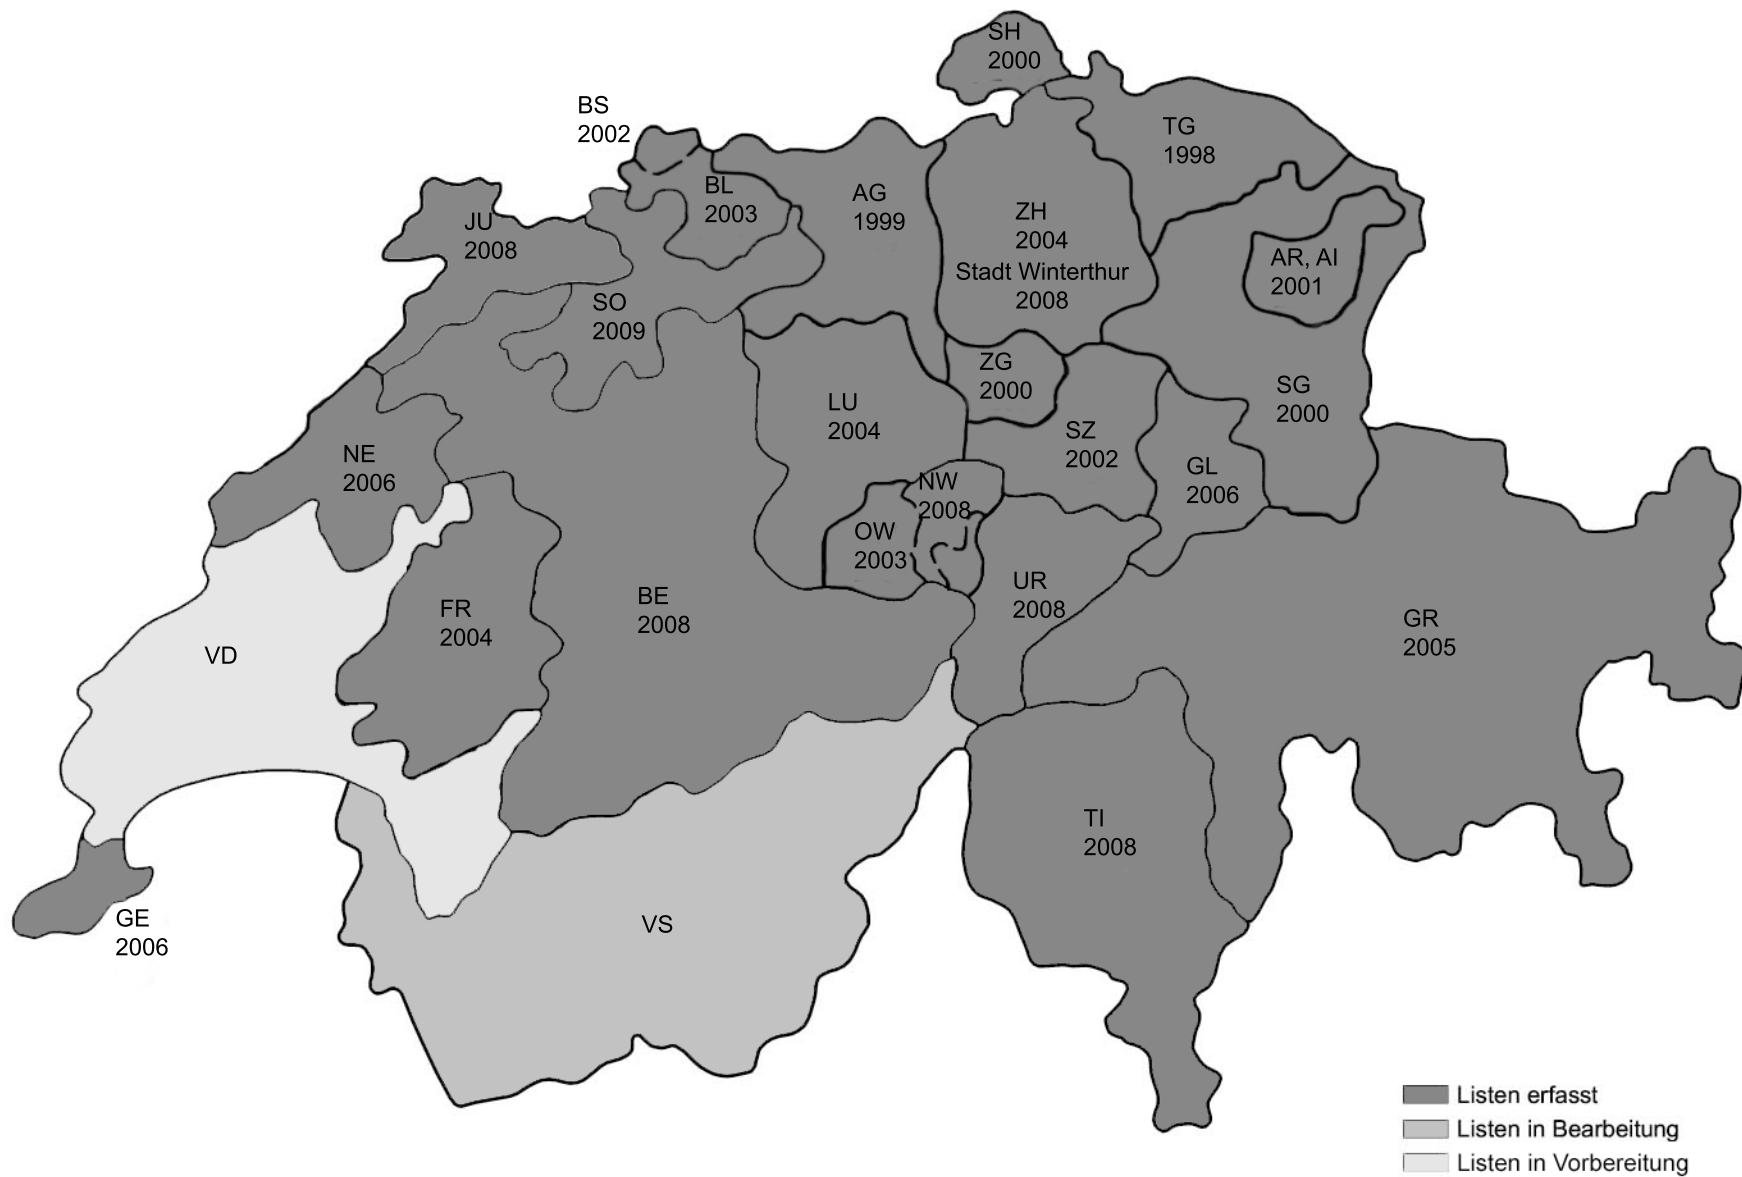 SH
2000
BS
2002
TG
1998
BL
2003
AG
1999
JU
2008
ZH
2004
Stadt Winterthur
2008
AR, AI
2001
SO
2009
ZG
2000
SG
2000
LU
2004
SZ
2002
NE
2006
GL
2006
NW
2008
OW
2003
UR
2008
BE
2008
FR
2004
GR
2005
VD
TI
2008
GE
2006
VS
Listen erfasst
Listen in Bearbeitung
Listen in Vorbereitung